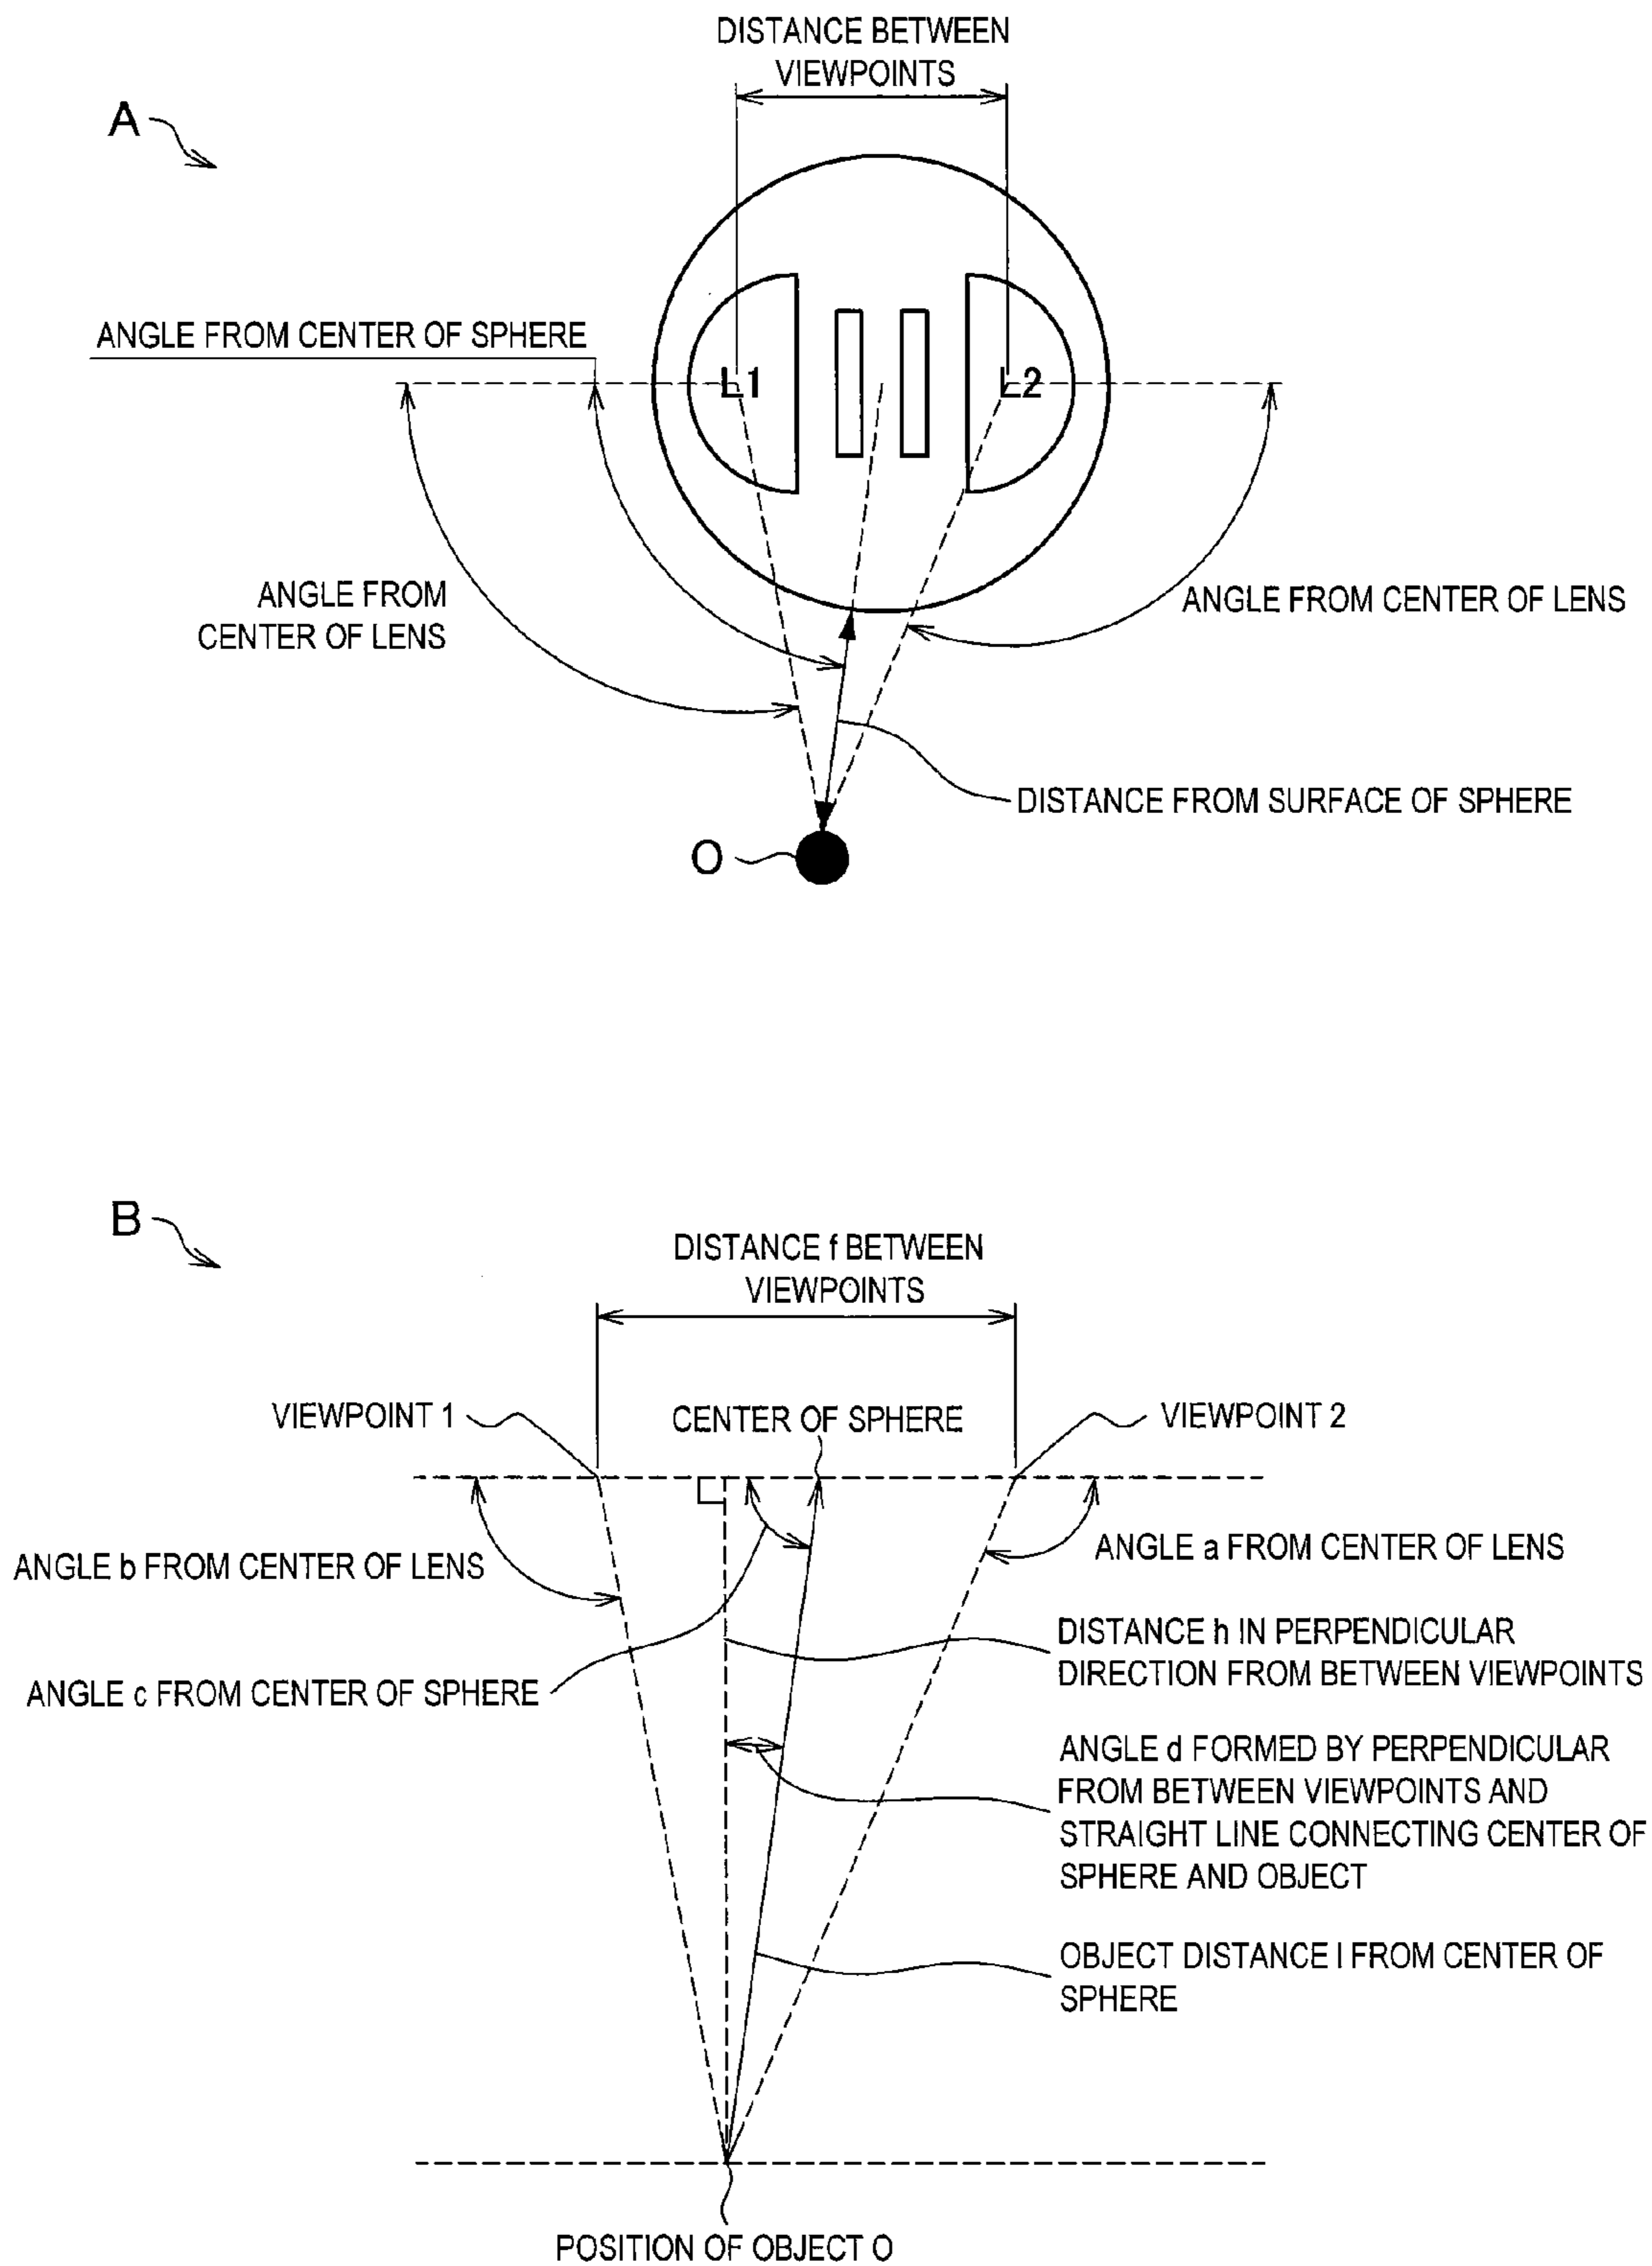 DISTANCE BETWEEN
VIEWPOINTS
A
ANGLE FROM CENTER OF SPHERE
L1
L2
ANGLE FROM
CENTER OF LENS
ANGLE FROM CENTER OF LENS
DISTANCE FROM SURFACE OF SPHERE
O
B
DISTANCE f BETWEEN
VIEWPOINTS
VIEWPOINT 1
CENTER OF SPHERE
VIEWPOINT 2
ANGLE b FROM CENTER OF LENS
ANGLE a FROM CENTER OF LENS
DISTANCE h IN PERPENDICULAR
DIRECTION FROM BETWEEN VIEWPOINTS
ANGLE c FROM CENTER OF SPHERE
ANGLE d FORMED BY PERPENDICULAR
FROM BETWEEN VIEWPOINTS AND
STRAIGHT LINE CONNECTING CENTER OF
SPHERE AND OBJECT
OBJECT DISTANCE l FROM CENTER OF
SPHERE
POSITION OF OBJECT O